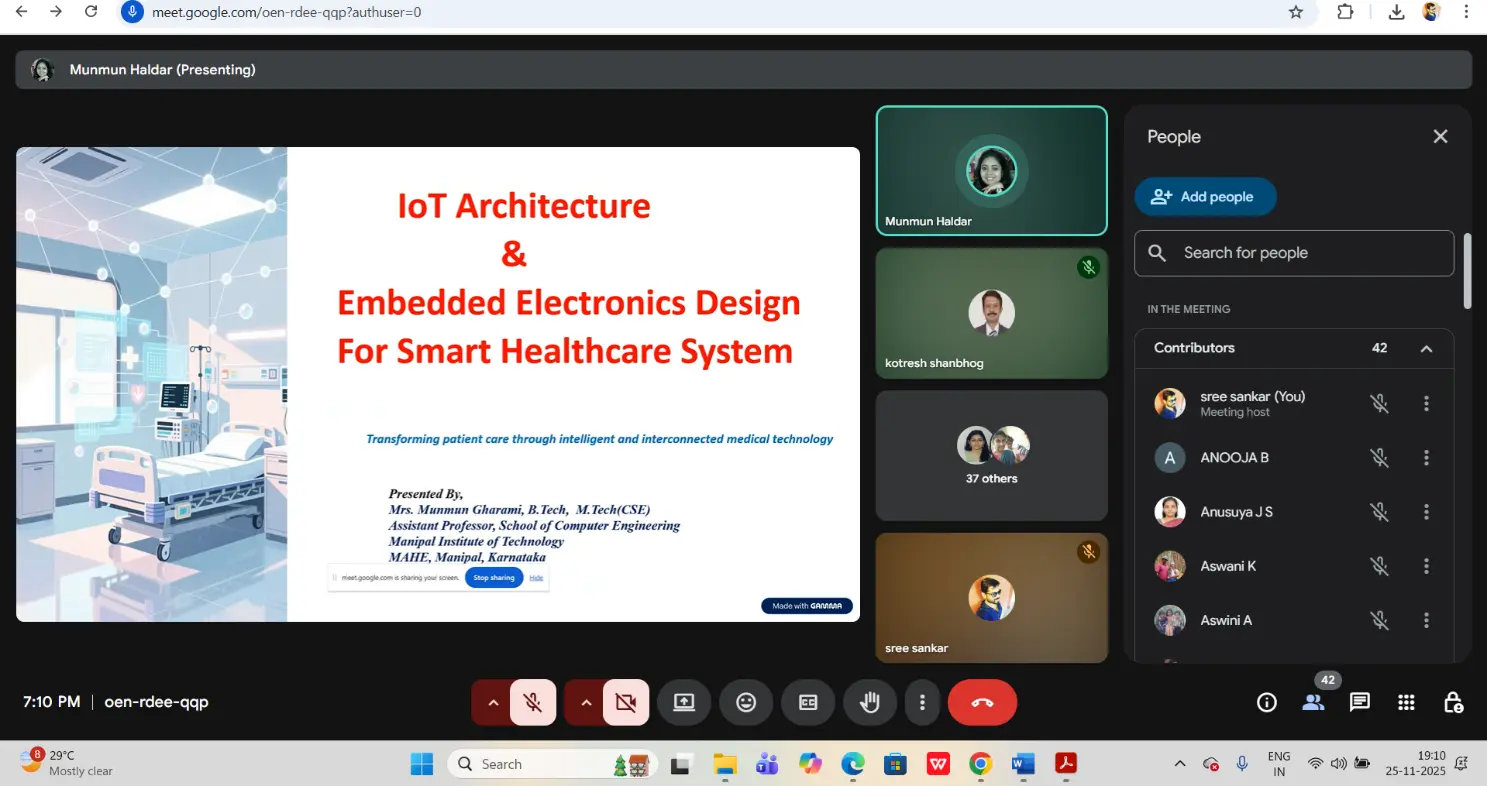 meet.google.com/oen-rdee-qqp?authuser=0
Munmun Haldar (Presenting)
IoT Architecture
&
Embedded Electronics Design
For Smart Healthcare System
Transforming patient care through intelligent and interconnected medical technology
Presented By,
Mrs. Munmun Gharami, B.Tech, M.Tech(CSE)
Assistant Professor, School of Computer Engineering
Manipal Institute of Technology
MAHE, Manipal, Karnataka
meet.google.com is sharing your screen. Stop sharing Hide
Made with GAMMA
Munmun Haldar
kotresh shanbhog
37 others
sree sankar
People
Add people
Search for people
IN THE MEETING
Contributors 42
sree sankar (You)
Meeting host
A ANOOJA B
Anusuya J S
Aswani K
Aswini A
7:10 PM | oen-rdee-qqp
42
8
29°C
Mostly clear
Search
T
W
W
ENG
IN
19:10
25-11-2025